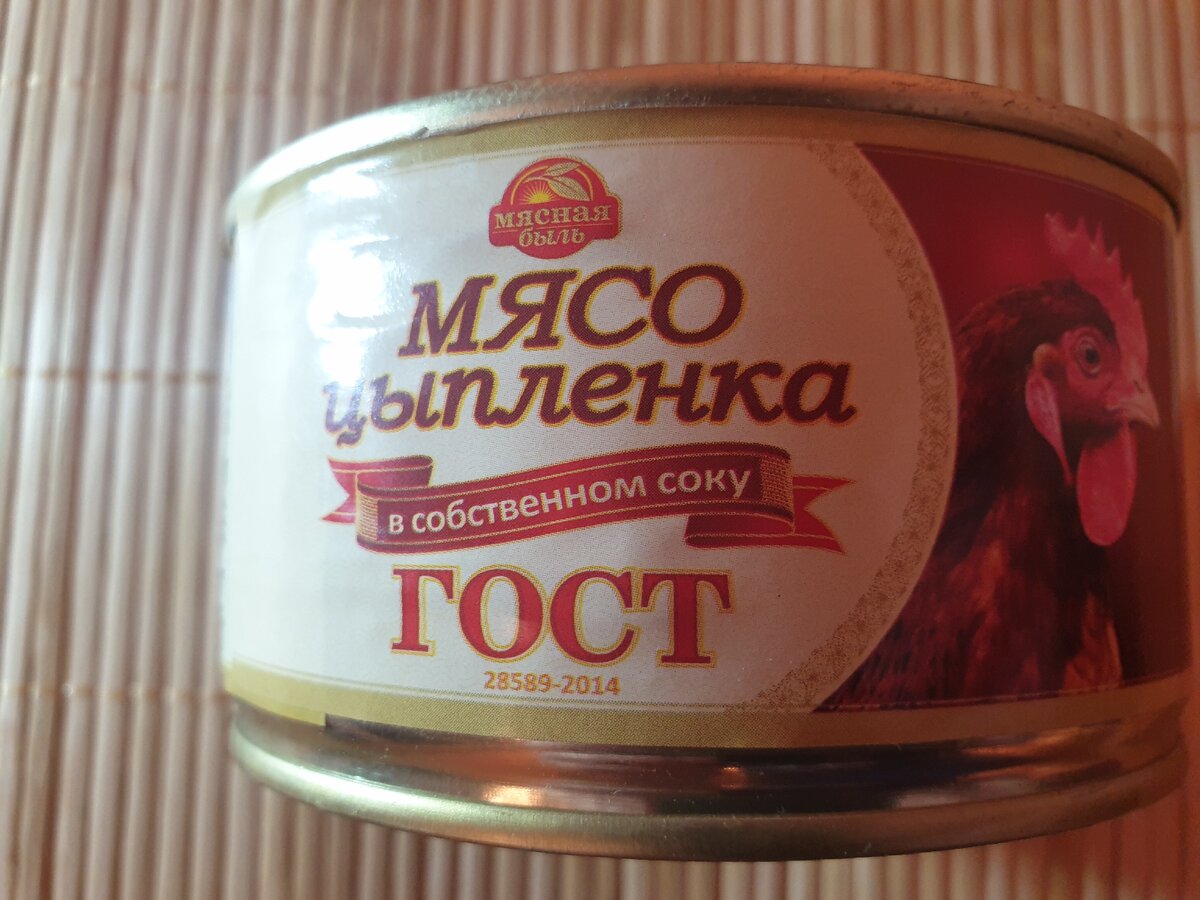 мясная
быль
МЯСО
цыпленка
в собственном соку
ГОСТ
28589-2014